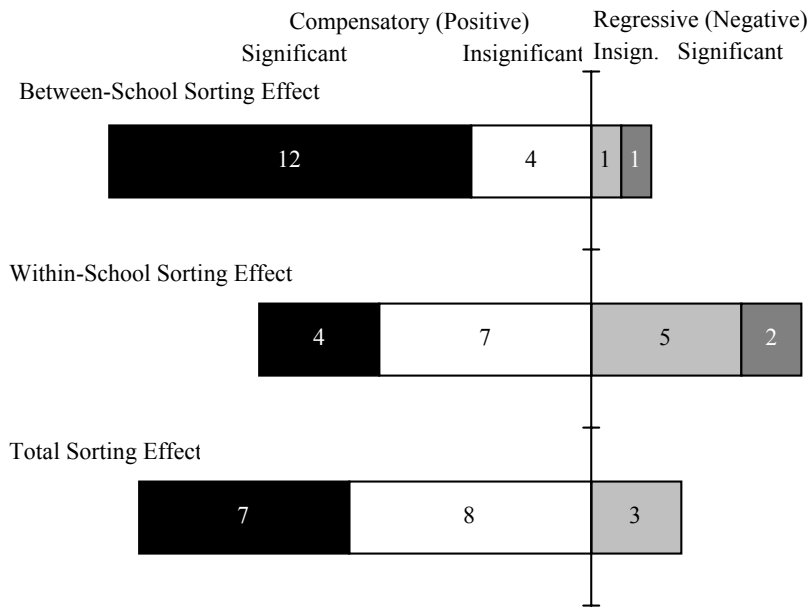 Compensatory (Positive) Regressive (Negative)
Significant Insignificant Insign. Significant
Between-School Sorting Effect
12 4 1 1
Within-School Sorting Effect
4 7 5 2
Total Sorting Effect
7 8 3